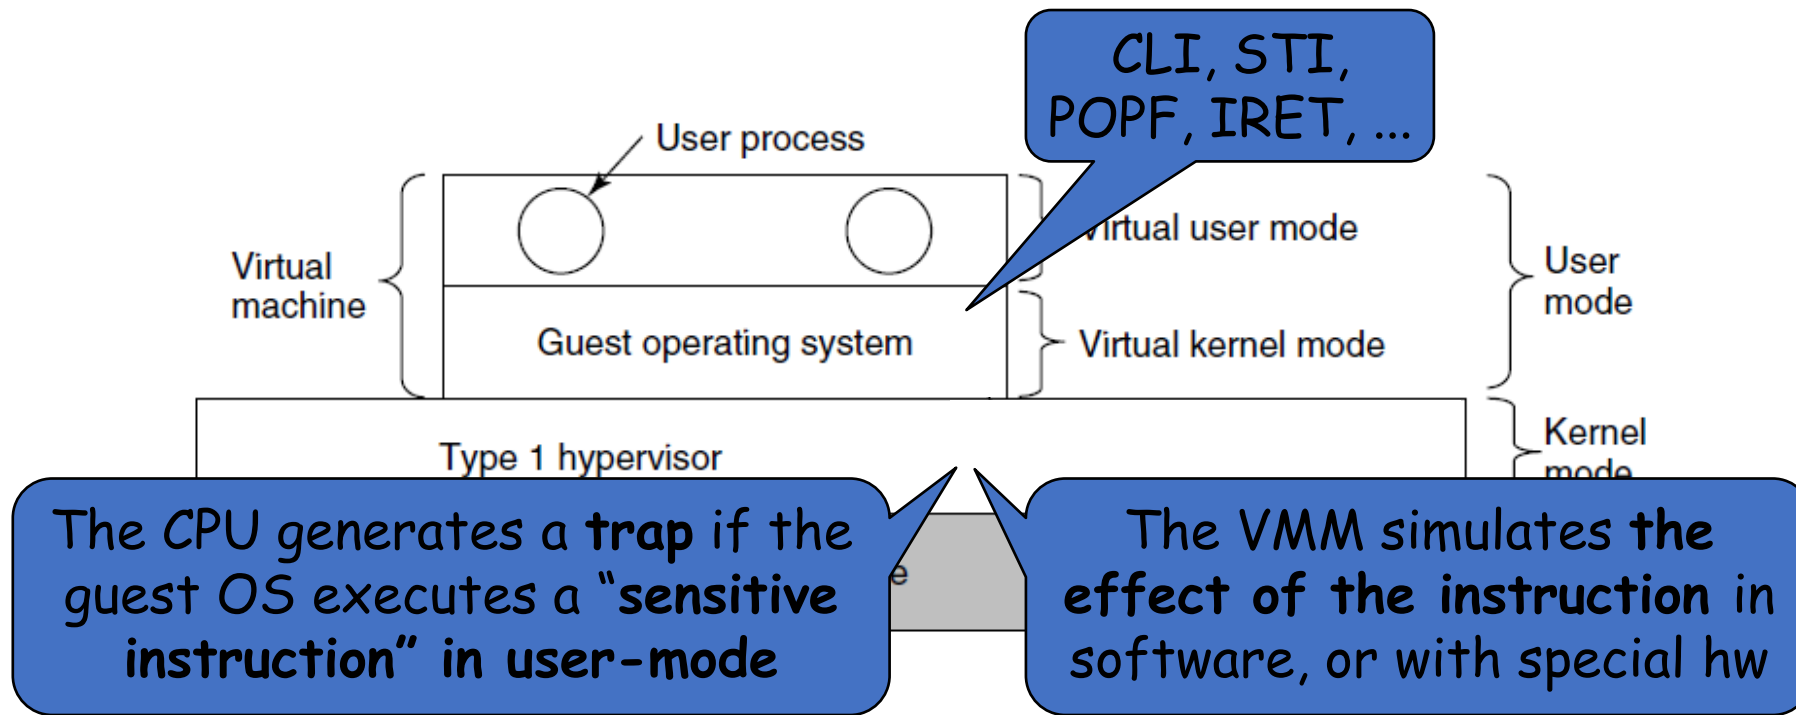 CLI, STI,
POPF, IRET, ...
User process
Virtual user mode
Virtual
machine
User
mode
Guest operating system
Virtual kernel mode
Type 1 hypervisor
Kernel
mode
The CPU generates a trap if the
guest OS executes a “sensitive
instruction” in user-mode
The VMM simulates the
effect of the instruction in
software, or with special hw